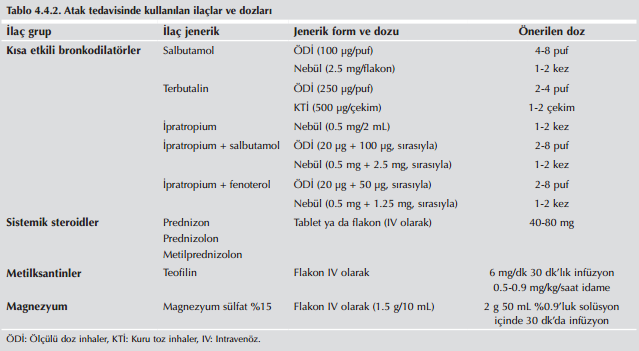 Tablo 4.4.2. Atak tedavisinde kullanılan ilaçlar ve dozları
İlaç grup İlaç jenerik Jenerik form ve dozu Önerilen doz
Kısa etkili bronkodilatörler Salbutamol ÖDİ (100 µg/puf) 4-8 puf
Nebül (2.5 mg/flakon) 1-2 kez
Terbutalin ÖDİ (250 µg/puf) 2-4 puf
KTİ (500 µg/çekim) 1-2 çekim
İpratropium Nebül (0.5 mg/2 mL) 1-2 kez
İpratropium + salbutamol ÖDİ (20 µg + 100 µg, sırasıyla) 2-8 puf
Nebül (0.5 mg + 2.5 mg, sırasıyla) 1-2 kez
İpratropium + fenoterol ÖDİ (20 µg + 50 µg, sırasıyla) 2-8 puf
Nebül (0.5 mg + 1.25 mg, sırasıyla) 1-2 kez
Sistemik steroidler Prednizon Tablet ya da flakon (IV olarak) 40-80 mg
Prednizolon
Metilprednizolon
Metilksantinler Teofilin Flakon IV olarak 6 mg/dk 30 dk'lık infüzyon
0.5-0.9 mg/kg/saat idame
Magnezyum Magnezyum sülfat %15 Flakon IV olarak (1.5 g/10 mL) 2 g 50 mL %0.9'luk solüsyon
içinde 30 dk'da infüzyon
ÖDİ: Ölçülü doz inhaler, KTİ: Kuru toz inhaler, IV: Intravenöz.